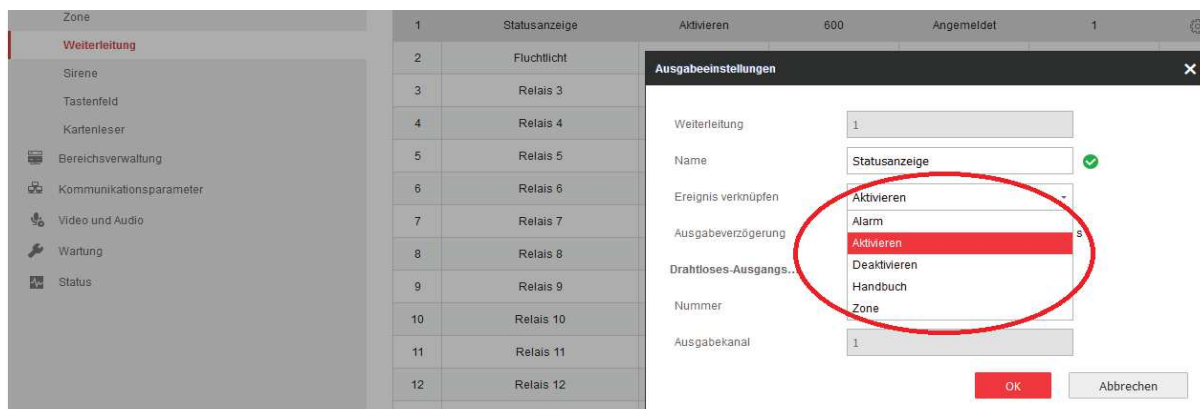 Zone
Weiterleitung
Sirene
Tastenfeld
Kartenleser
Bereichsverwaltung
Kommunikationsparameter
Video und Audio
Wartung
Status
1 Statusanzeige Aktivieren 600 Angemeldet 1
2 Fluchtlicht
3 Relais 3
4 Relais 4
5 Relais 5
6 Relais 6
7 Relais 7
8 Relais 8
9 Relais 9
10 Relais 10
11 Relais 11
12 Relais 12
Ausgabeeinstellungen
Weiterleitung 1
Name Statusanzeige
Ereignis verknüpfen Aktivieren
Alarm
Ausgabeverzögerung s
Aktivieren
Deaktivieren
Drahtloses-Ausgangs...
Handbuch
Nummer
Zone
Ausgabekanal 1
OK Abbrechen